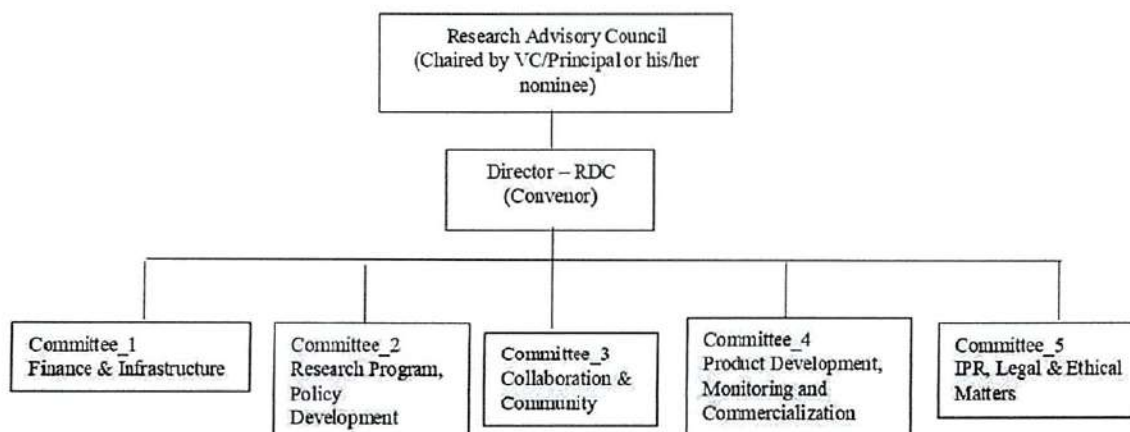 Research Advisory Council
(Chaired by VC/Principal or his/her
nominee)
Director – RDC
(Convenor)
Committee_1
Finance & Infrastructure
Committee_2
Research Program,
Policy
Development
Committee_3
Collaboration &
Community
Committee_4
Product Development,
Monitoring and
Commercialization
Committee_5
IPR, Legal & Ethical
Matters